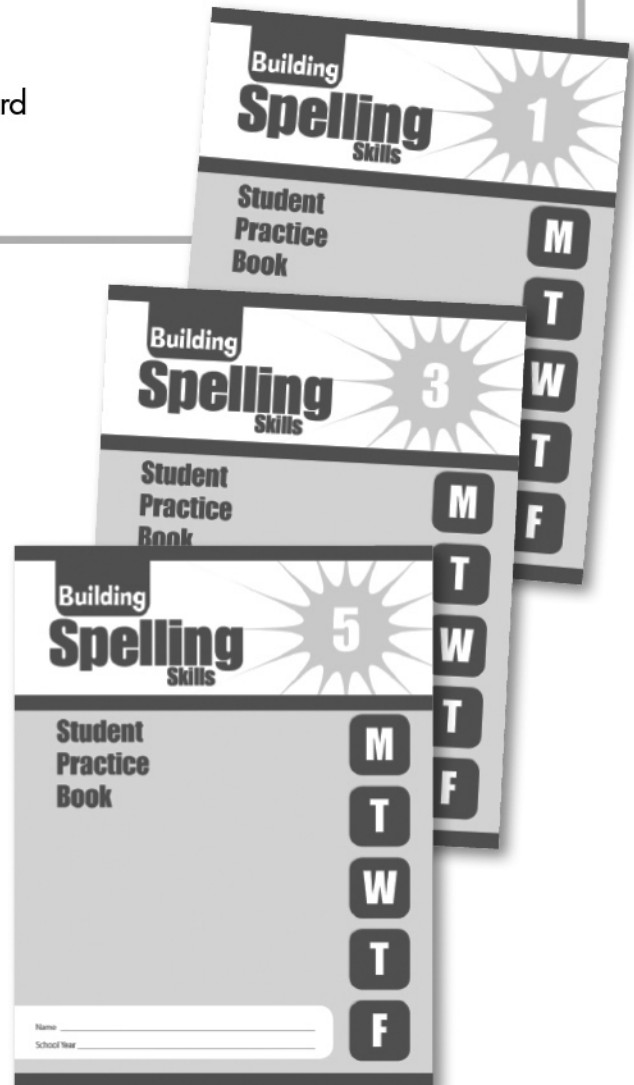 rd
Building
Spelling
Skills
1
Student
Practice
Book
M
T
W
T
F
Building
Spelling
Skills
3
Student
Practice
Book
M
T
W
T
F
Building
Spelling
Skills
5
Student
Practice
Book
M
T
W
T
F
Name
School Year